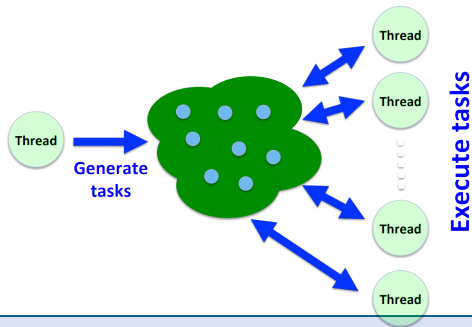 Thread
Generate
tasks
Thread
Thread
Thread
Thread
Execute tasks